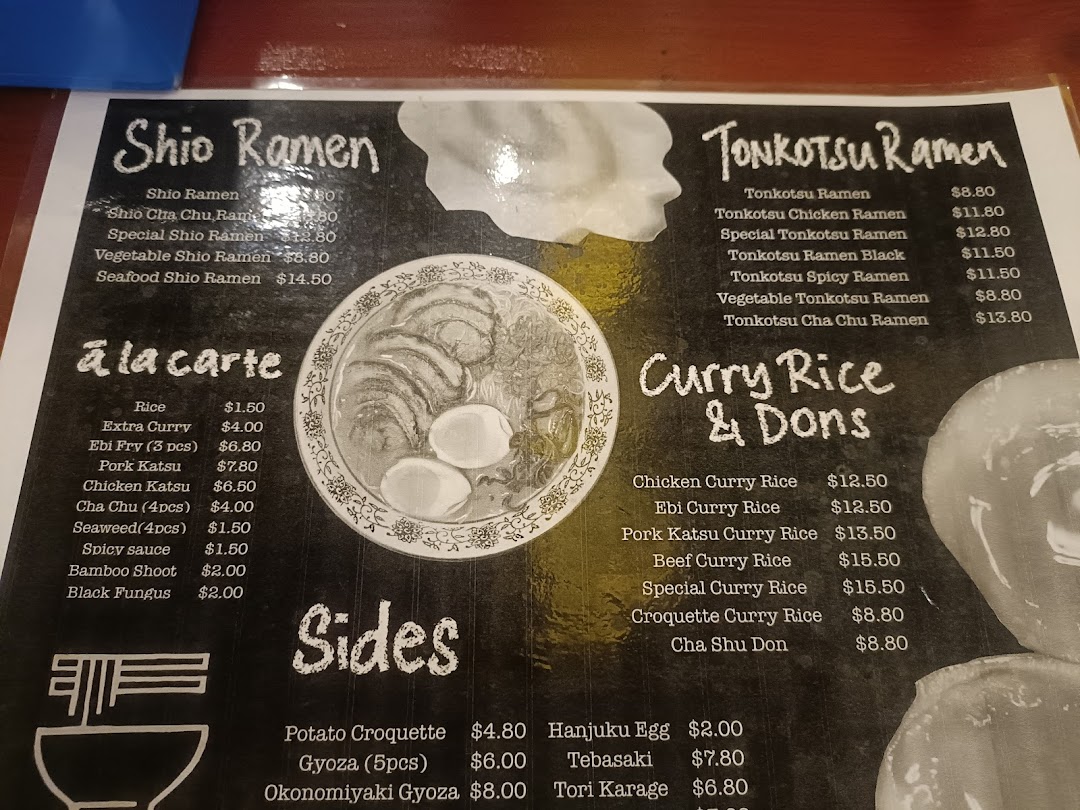 Shio Ramen
Shio Ramen
Shio Cha Chu Ram
Special Shio Ramen $12.80
Vegetable Shio Ramen $8.80
Seafood Shio Ramen $14.50
Tonkotsu Ramen
Tonkotsu Ramen $8.80
Tonkotsu Chicken Ramen $11.80
Special Tonkotsu Ramen $12.80
Tonkotsu Ramen Black $11.50
Tonkotsu Spicy Ramen $11.50
Vegetable Tonkotsu Ramen $8.80
Tonkotsu Cha Chu Ramen $13.80
ā la carte
Rice $1.50
Extra Curry $4.00
Ebi Fry (3 pcs) $6.80
Pork Katsu $7.80
Chicken Katsu $6.50
Cha Chu (4pcs) $4.00
Seaweed(4pcs) $1.50
Spicy sauce $1.50
Bamboo Shoot $2.00
Black Fungus $2.00
Curry Rice
& Dons
Chicken Curry Rice $12.50
Ebi Curry Rice $12.50
Pork Katsu Curry Rice $13.50
Beef Curry Rice $15.50
Special Curry Rice $15.50
Croquette Curry Rice $8.80
Cha Shu Don $8.80
Sides
Potato Croquette $4.80 Hanjuku Egg $2.00
Gyoza (5pcs) $6.00 Tebasaki $7.80
Okonomiyaki Gyoza $8.00 Tori Karage $6.80